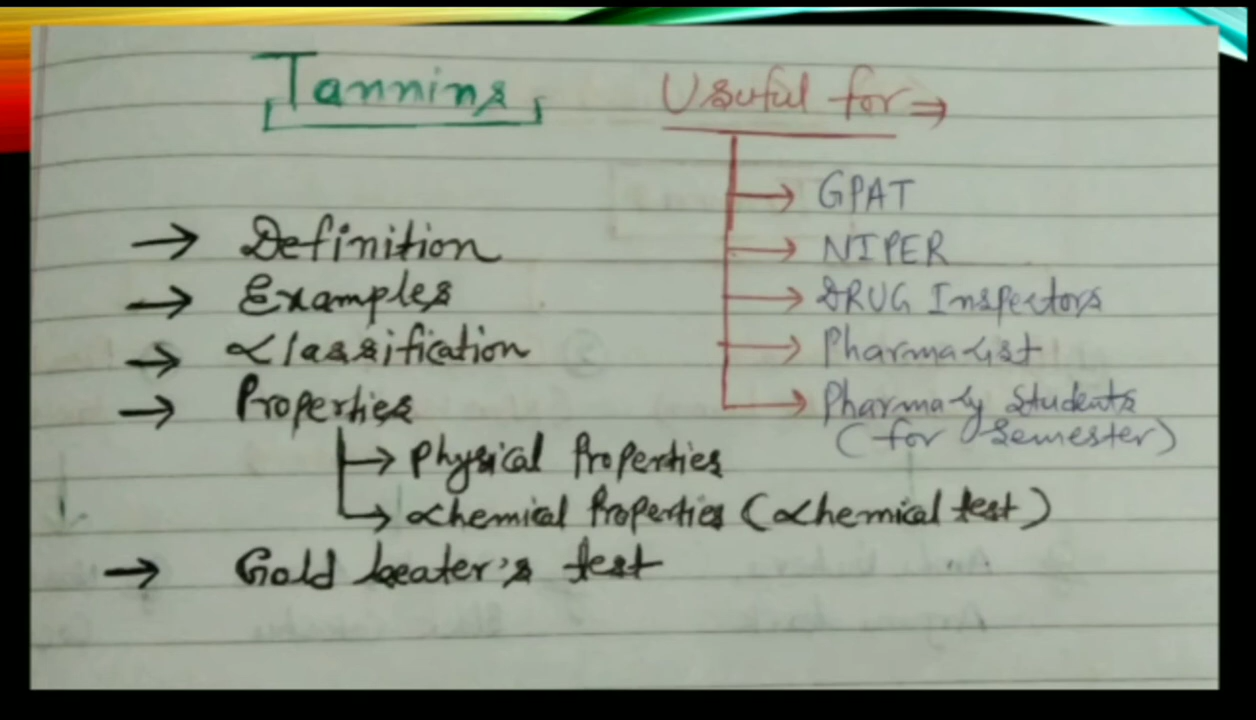 Tannins
Useful for ⇒
→ GPAT
→ NIPER
→ DRUG Inspectors
→ Pharmacist
→ Pharmacy Students
(for Semester)
→ Definition
→ Examples
→ Classification
→ Properties
→ Physical Properties
→ Chemical Properties (Chemical test)
→ Gold beater's test